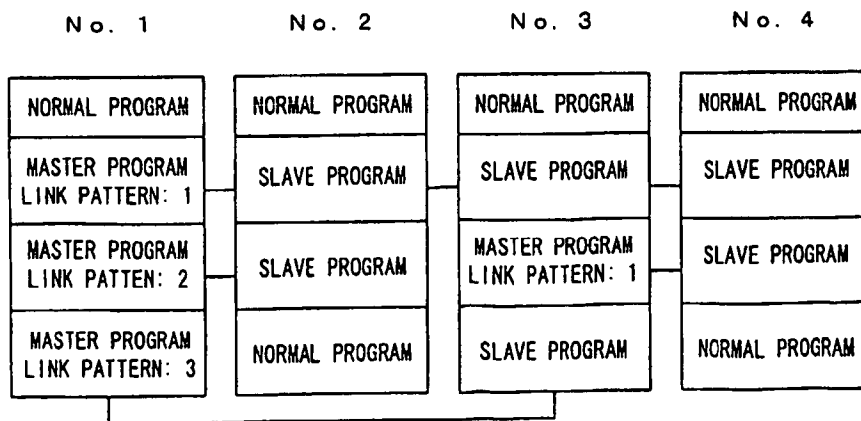 No. 1
No. 2
No. 3
No. 4
NORMAL PROGRAM
NORMAL PROGRAM
NORMAL PROGRAM
NORMAL PROGRAM
MASTER PROGRAM
LINK PATTERN: 1
SLAVE PROGRAM
SLAVE PROGRAM
SLAVE PROGRAM
MASTER PROGRAM
LINK PATTEN: 2
SLAVE PROGRAM
MASTER PROGRAM
LINK PATTERN: 1
SLAVE PROGRAM
MASTER PROGRAM
LINK PATTERN: 3
NORMAL PROGRAM
SLAVE PROGRAM
NORMAL PROGRAM